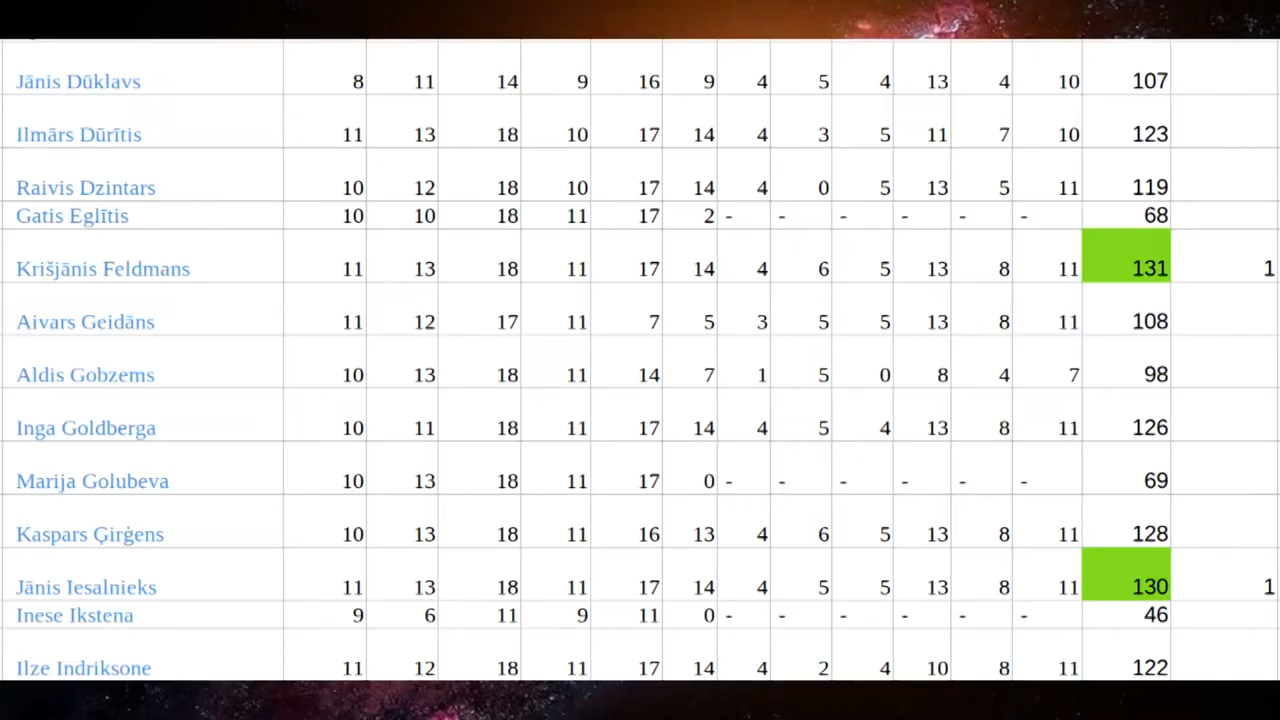 Jānis Dūklavs 8 11 14 9 16 9 4 5 4 13 4 10 107
Ilmārs Dūrītis 11 13 18 10 17 14 4 3 5 11 7 10 123
Raivis Dzintars 10 12 18 10 17 14 4 0 5 13 5 11 119
Gatis Eglītis 10 10 18 11 17 2 - - - - - - 68
Krišjānis Feldmans 11 13 18 11 17 14 4 6 5 13 8 11 131 1
Aivars Geidāns 11 12 17 11 7 5 3 5 5 13 8 11 108
Aldis Gobzems 10 13 18 11 14 7 1 5 0 8 4 7 98
Inga Goldberga 10 11 18 11 17 14 4 5 4 13 8 11 126
Marija Golubeva 10 13 18 11 17 0 - - - - - - 69
Kaspars Ģirģens 10 13 18 11 16 13 4 6 5 13 8 11 128
Jānis Iesalnieks 11 13 18 11 17 14 4 5 5 13 8 11 130 1
Inese Ikstena 9 6 11 9 11 0 - - - - - - 46
Ilze Indriksone 11 12 18 11 17 14 4 2 4 10 8 11 122